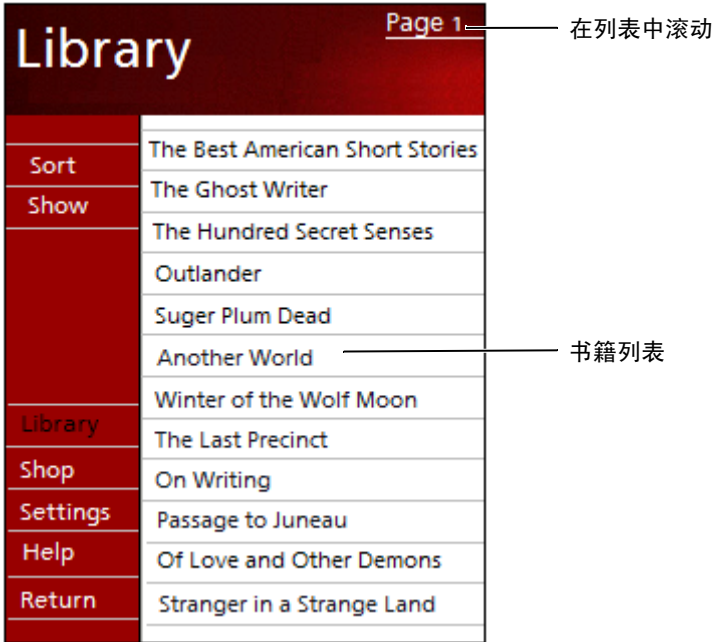 Library
Page 1
在列表中滚动
Sort
Show
Library
Shop
Settings
Help
Return
The Best American Short Stories
The Ghost Writer
The Hundred Secret Senses
Outlander
Suger Plum Dead
Another World
书籍列表
Winter of the Wolf Moon
The Last Precinct
On Writing
Passage to Juneau
Of Love and Other Demons
Stranger in a Strange Land